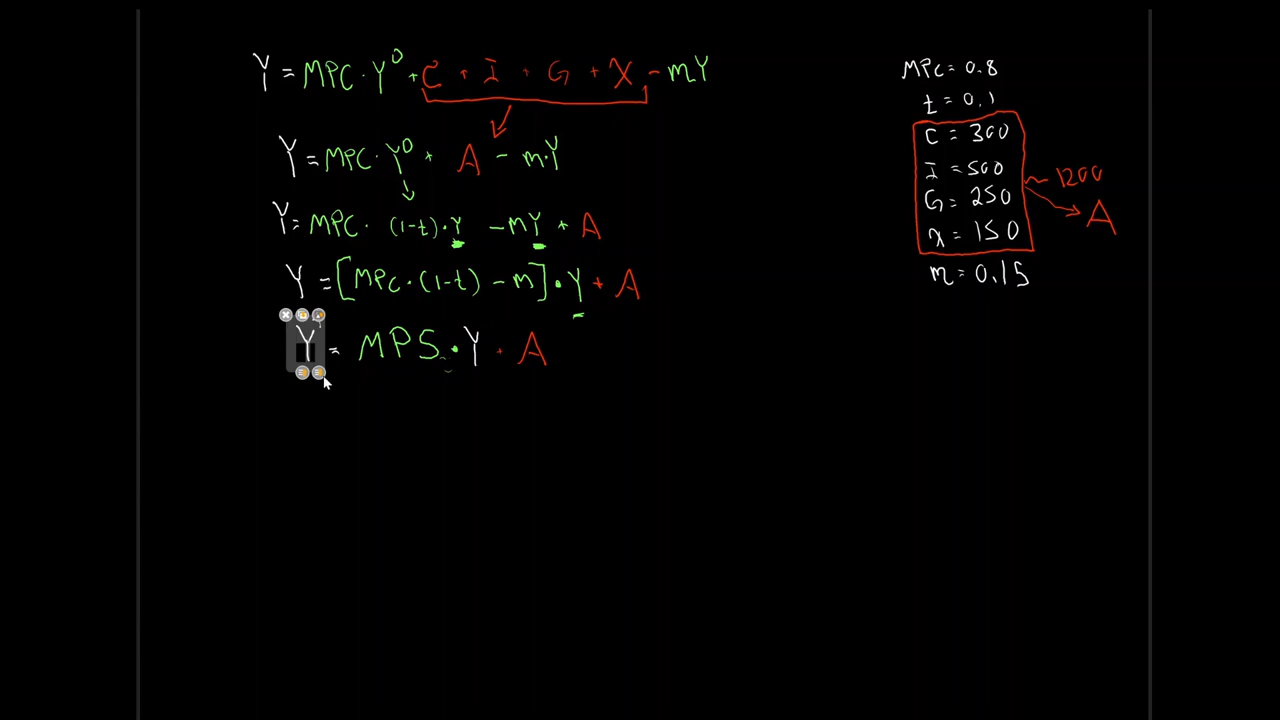 Y = MPC · Y^D + C + I + G + X - mY
Y = MPC · Y^D + A - m·Y
Y = MPC · (1-t) · Y - mY + A
Y = [MPC · (1-t) - m] · Y + A
Y = MPS · Y + A
MPC = 0.8
t = 0.1
C = 300
I = 500
G = 250
X = 150
1200
A
m = 0.15